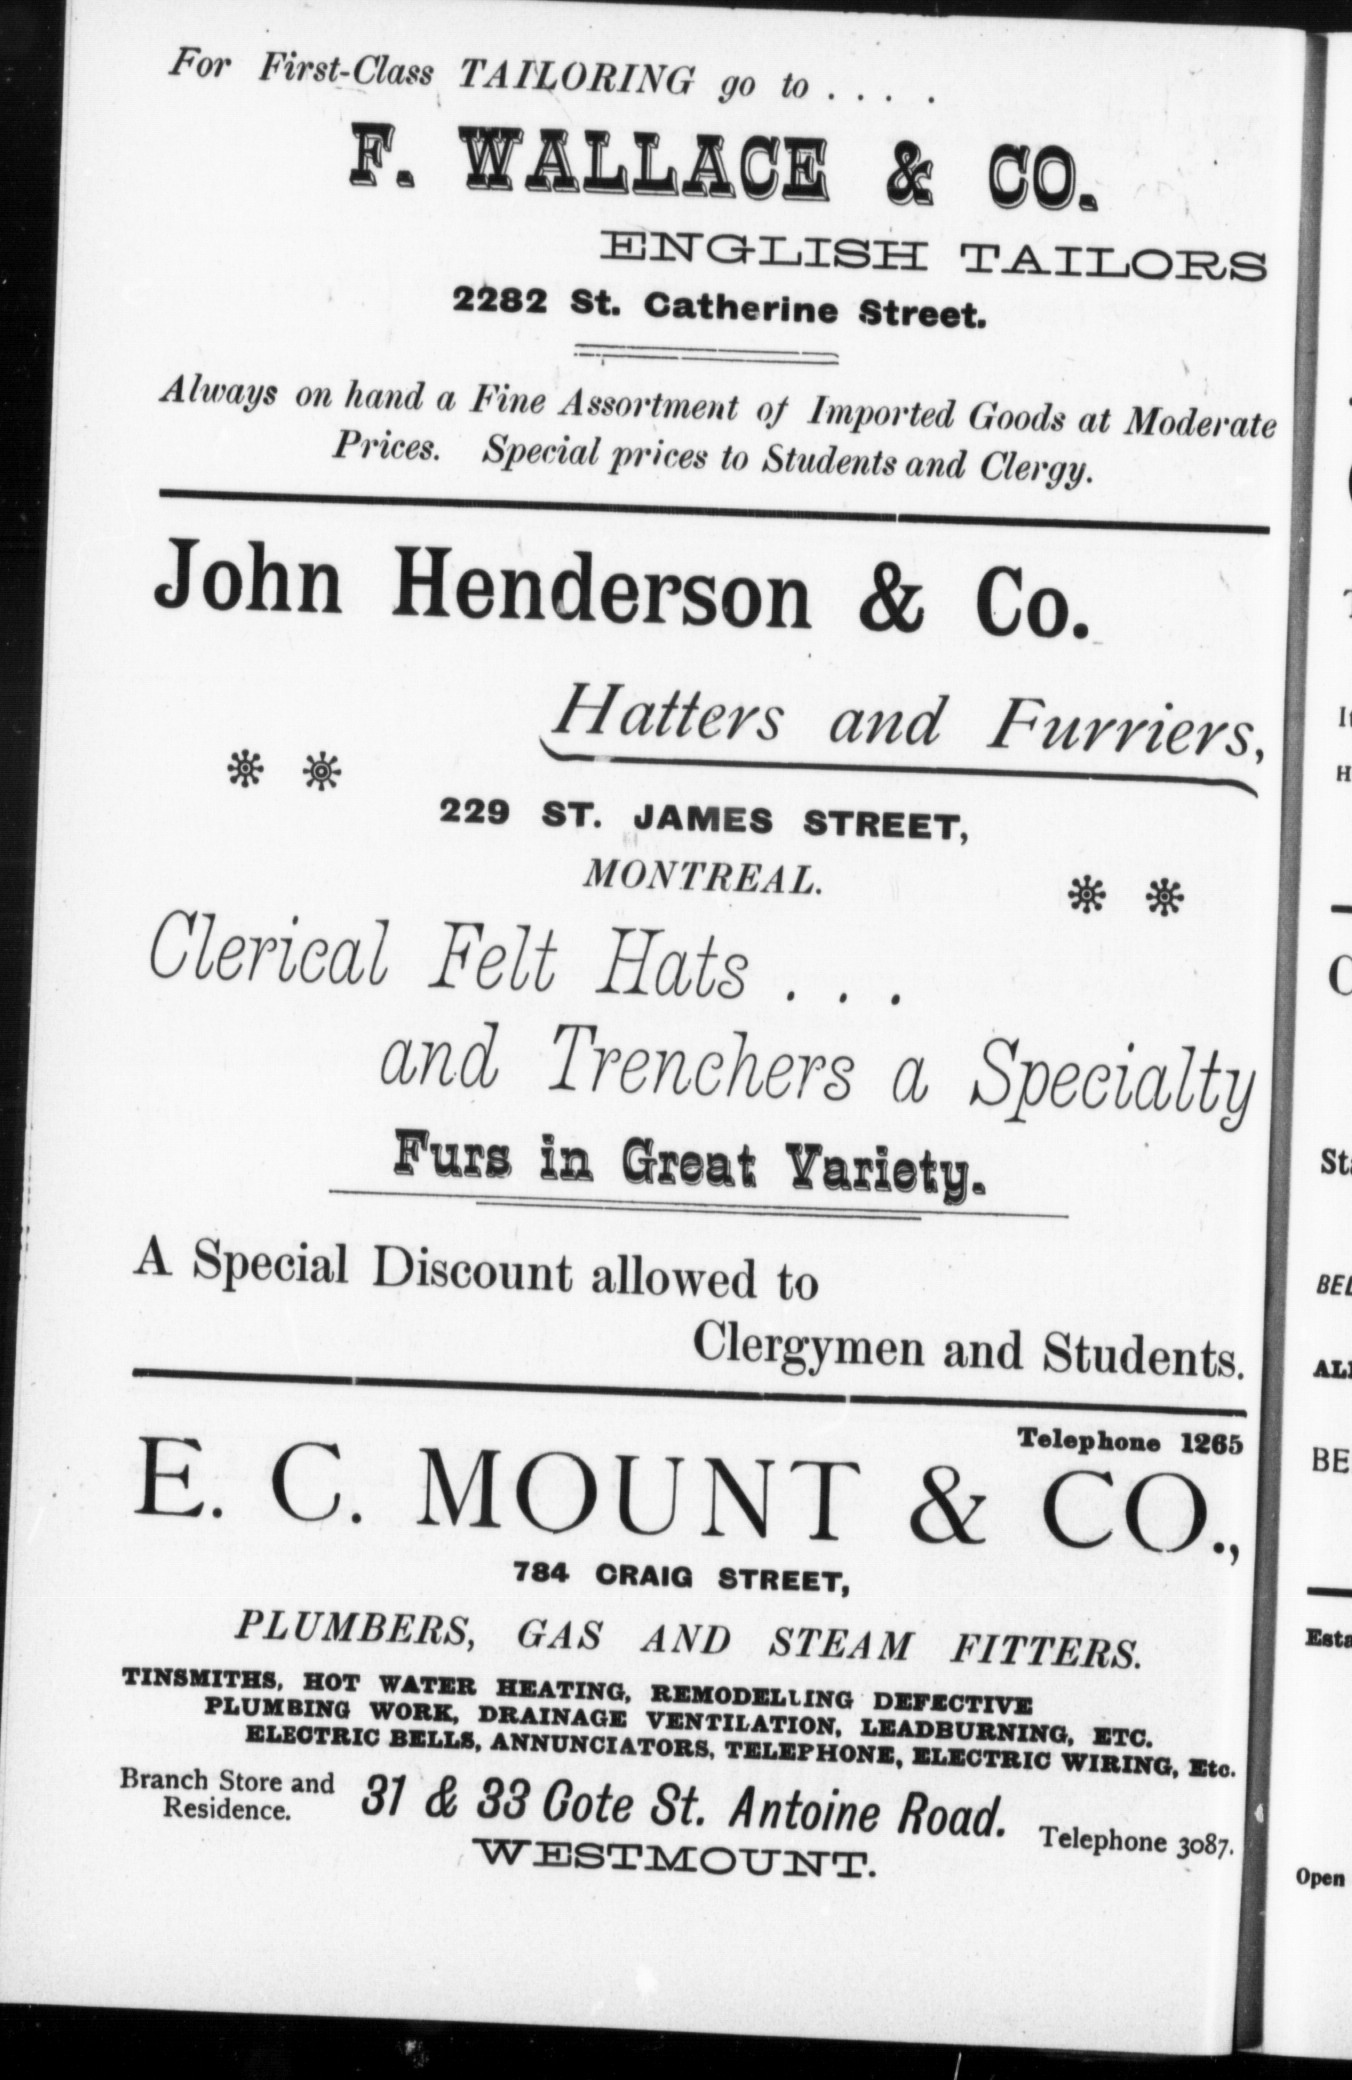 For First-Class TAILORING go to . . . .
F. WALLACE & CO.
ENGLISH TAILORS
2282 St. Catherine Street.
Always on hand a Fine Assortment of Imported Goods at Moderate
Prices. Special prices to Students and Clergy.
John Henderson & Co.
Hatters and Furriers,
229 ST. JAMES STREET,
MONTREAL.
Clerical Felt Hats . . .
and Trenchers a Specialty
Furs in Great Variety.
A Special Discount allowed to
Clergymen and Students.
Telephone 1265
E. C. MOUNT & CO.,
784 CRAIG STREET,
PLUMBERS, GAS AND STEAM FITTERS.
TINSMITHS, HOT WATER HEATING, REMODELLING DEFECTIVE
PLUMBING WORK, DRAINAGE VENTILATION, LEADBURNING, ETC.
ELECTRIC BELLS, ANNUNCIATORS, TELEPHONE, ELECTRIC WIRING, Etc.
Branch Store and
Residence.
31 & 33 Cote St. Antoine Road.
Telephone 3087.
WESTMOUNT.
Open